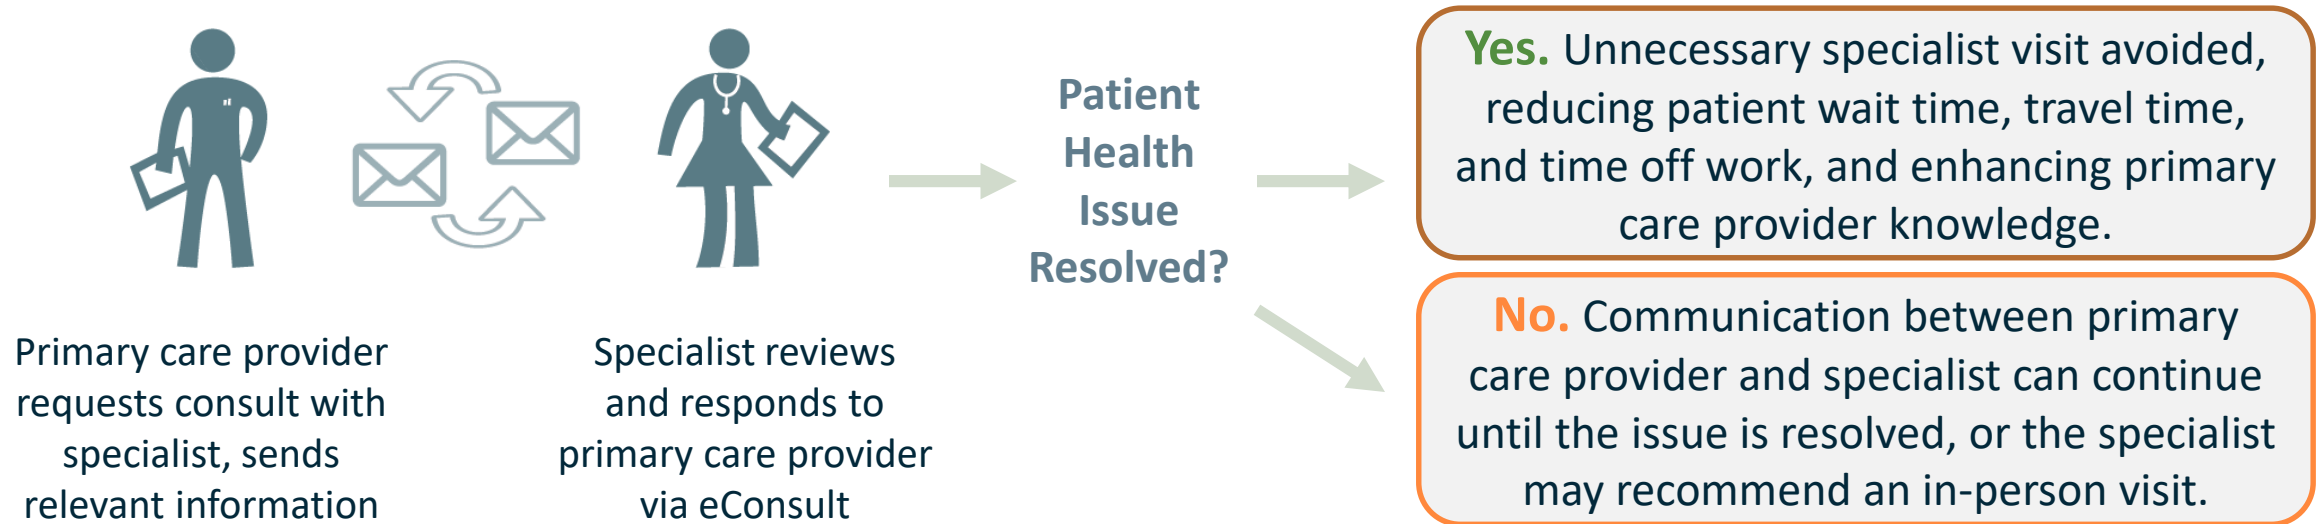 Primary care provider
requests consult with
specialist, sends
relevant information
Specialist reviews
and responds to
primary care provider
via eConsult
Patient
Health
Issue
Resolved?
Yes. Unnecessary specialist visit avoided,
reducing patient wait time, travel time,
and time off work, and enhancing primary
care provider knowledge.
No. Communication between primary
care provider and specialist can continue
until the issue is resolved, or the specialist
may recommend an in-person visit.